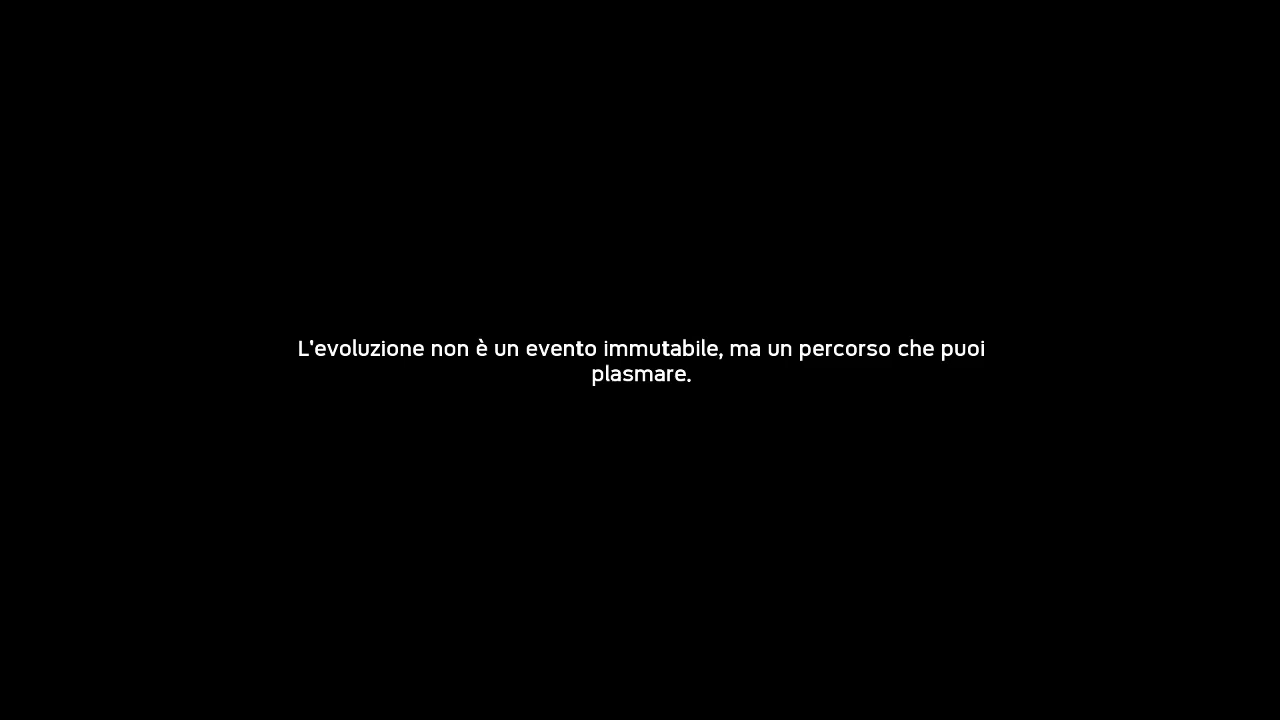 L'evoluzione non è un evento immutabile, ma un percorso che puoi
plasmare.